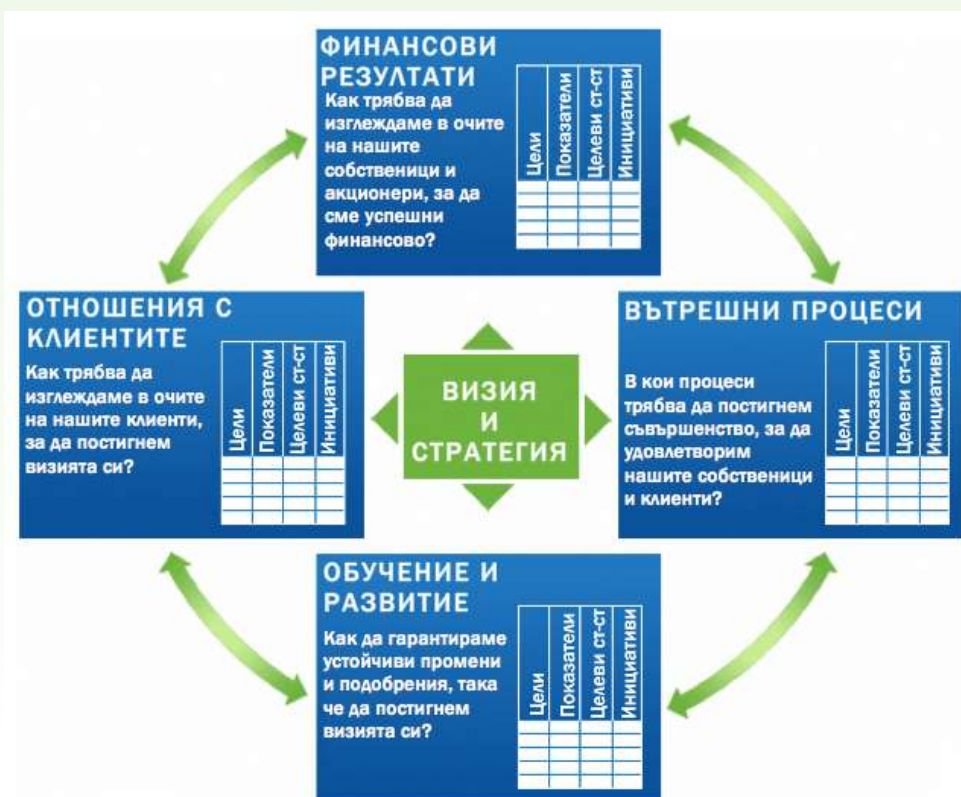 ФИНАНСОВИ
РЕЗУЛТАТИ
Как трябва да
изглеждаме в очите
на нашите
собственици и
акционери, за да
сме успешни
финансово?
Цели
Показатели
Целеви ст-ст
Инициативи
ОТНОШЕНИЯ С
КЛИЕНТИТЕ
Как трябва да
изглеждаме в очите
на нашите клиенти,
за да постигнем
визията си?
Цели
Показатели
Целеви ст-ст
Инициативи
ВИЗИЯ
И
СТРАТЕГИЯ
ВЪТРЕШНИ ПРОЦЕСИ
В кои процеси
трябва да постигнем
съвършенство, за да
удовлетворим
нашите собственици
и клиенти?
Цели
Показатели
Целеви ст-ст
Инициативи
ОБУЧЕНИЕ И
РАЗВИТИЕ
Как да гарантираме
устойчиви промени
и подобрения, така
че да постигнем
визията си?
Цели
Показатели
Целеви ст-ст
Инициативи